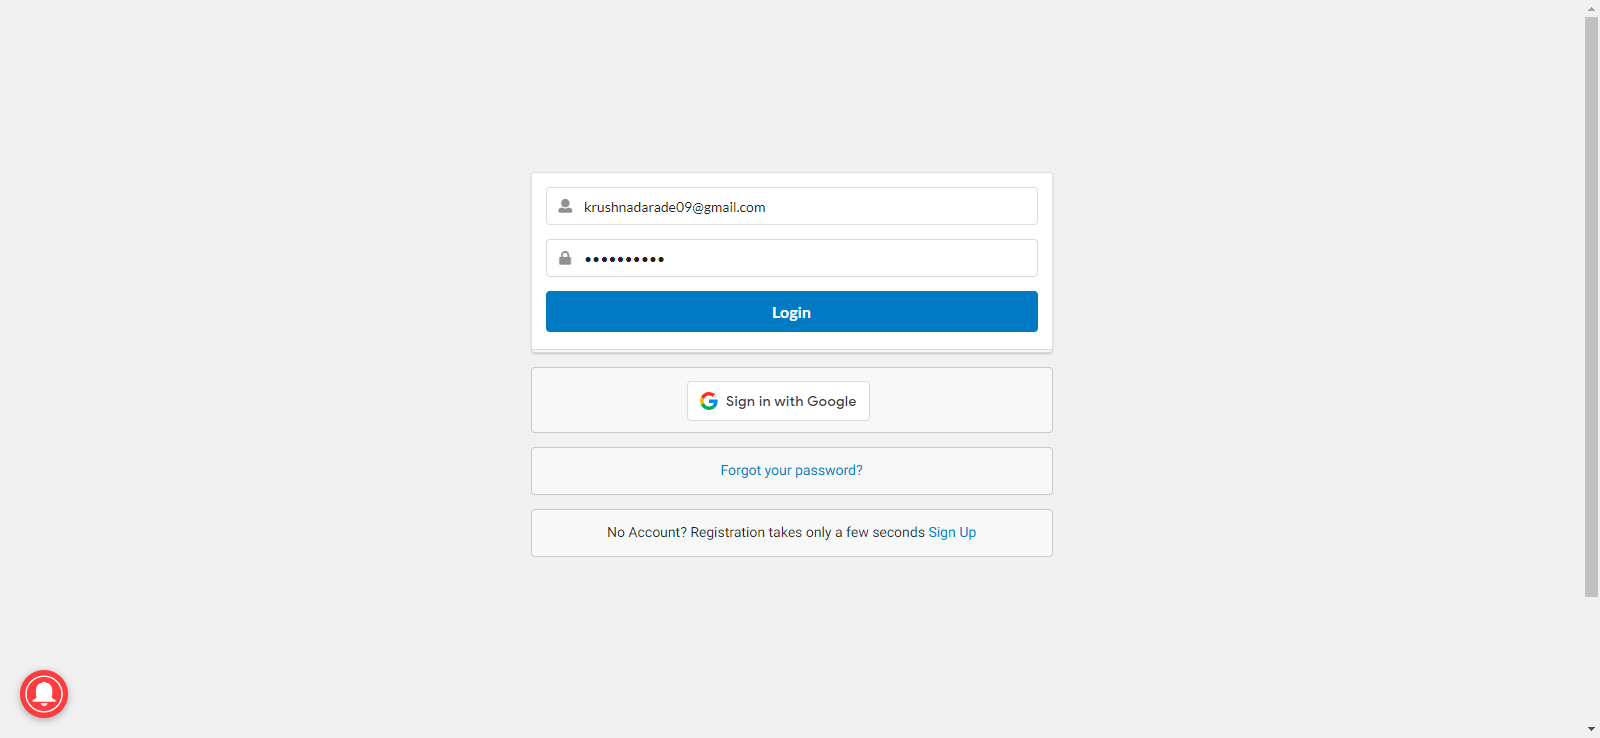 krushnadarade09@gmail.com
••••••••••
Login
Sign in with Google
Forgot your password?
No Account? Registration takes only a few seconds Sign Up